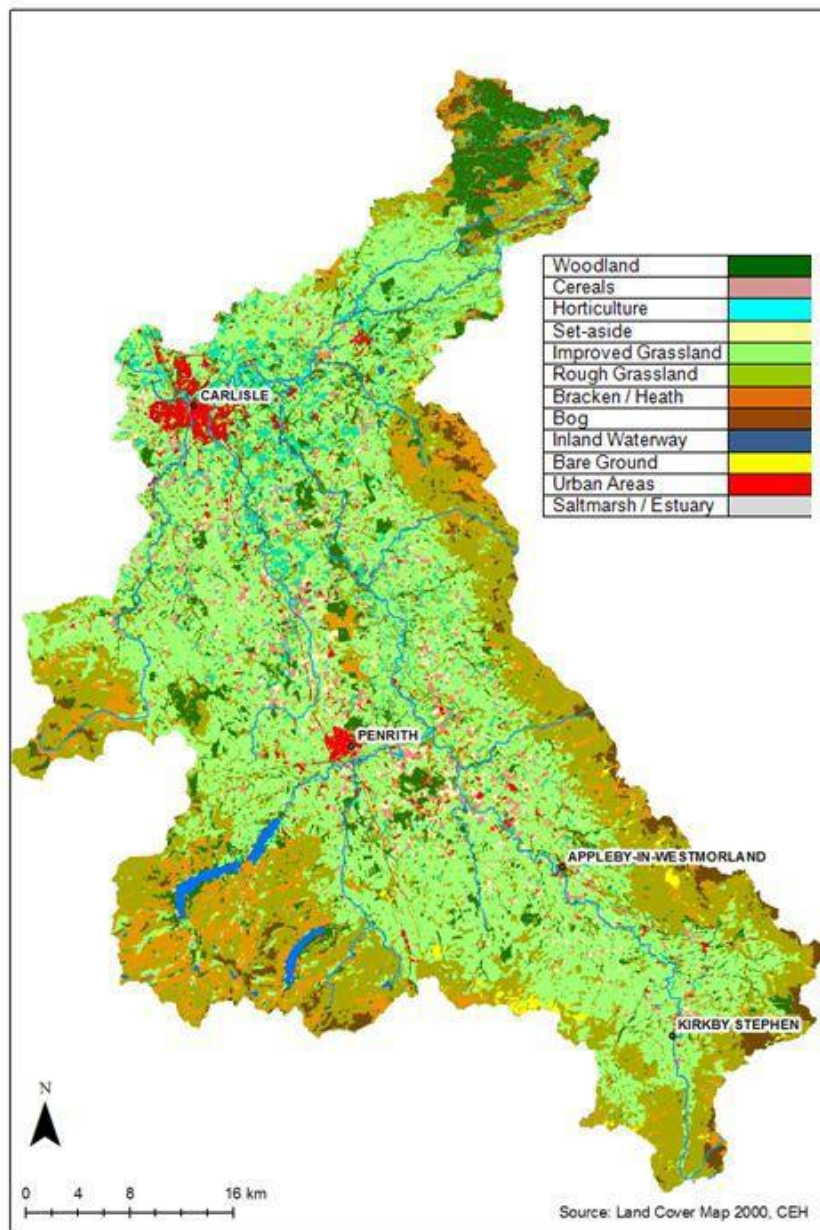 Woodland
Cereals
Horticulture
Set-aside
Improved Grassland
Rough Grassland
Bracken / Heath
Bog
Inland Waterway
Bare Ground
Urban Areas
Saltmarsh / Estuary
CARLISLE
PENRITH
APPLEBY-IN-WESTMORLAND
KIRKBY STEPHEN
N
0 4 8 16 km
Source: Land Cover Map 2000, CEH